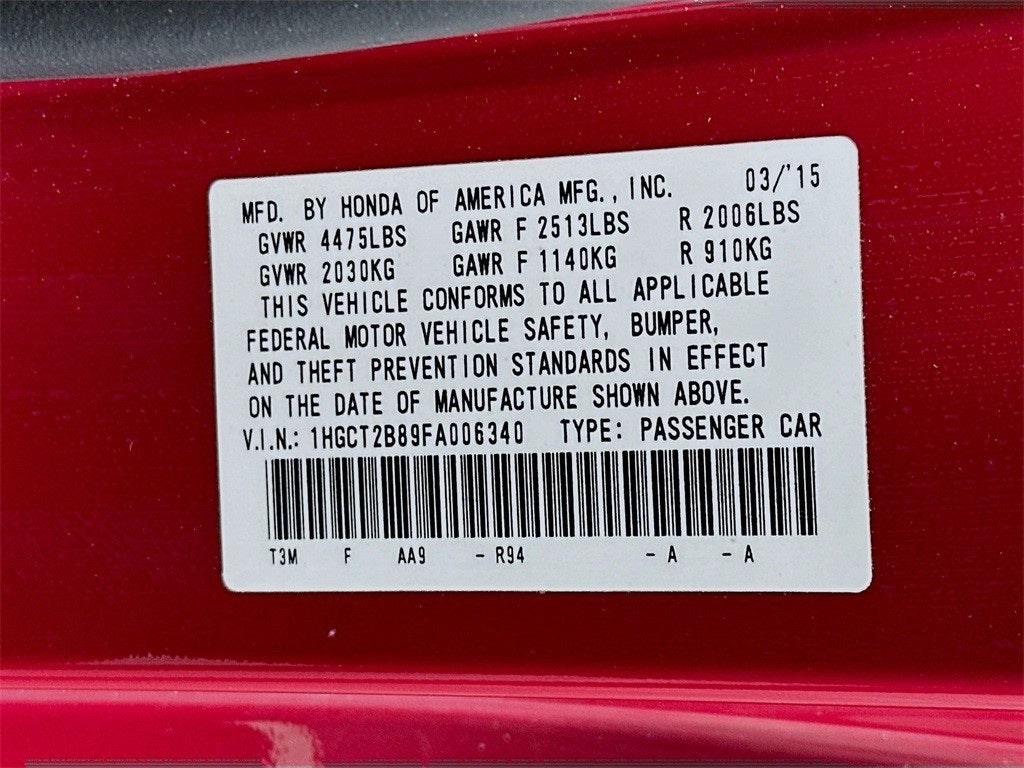 MFD. BY HONDA OF AMERICA MFG., INC. 03/'15
GVWR 4475LBS GAWR F 2513LBS R 2006LBS
GVWR 2030KG GAWR F 1140KG R 910KG
THIS VEHICLE CONFORMS TO ALL APPLICABLE
FEDERAL MOTOR VEHICLE SAFETY, BUMPER,
AND THEFT PREVENTION STANDARDS IN EFFECT
ON THE DATE OF MANUFACTURE SHOWN ABOVE.
V.I.N.: 1HGCT2B89FA006340 TYPE: PASSENGER CAR
T3M F AA9 - R94 - A - A